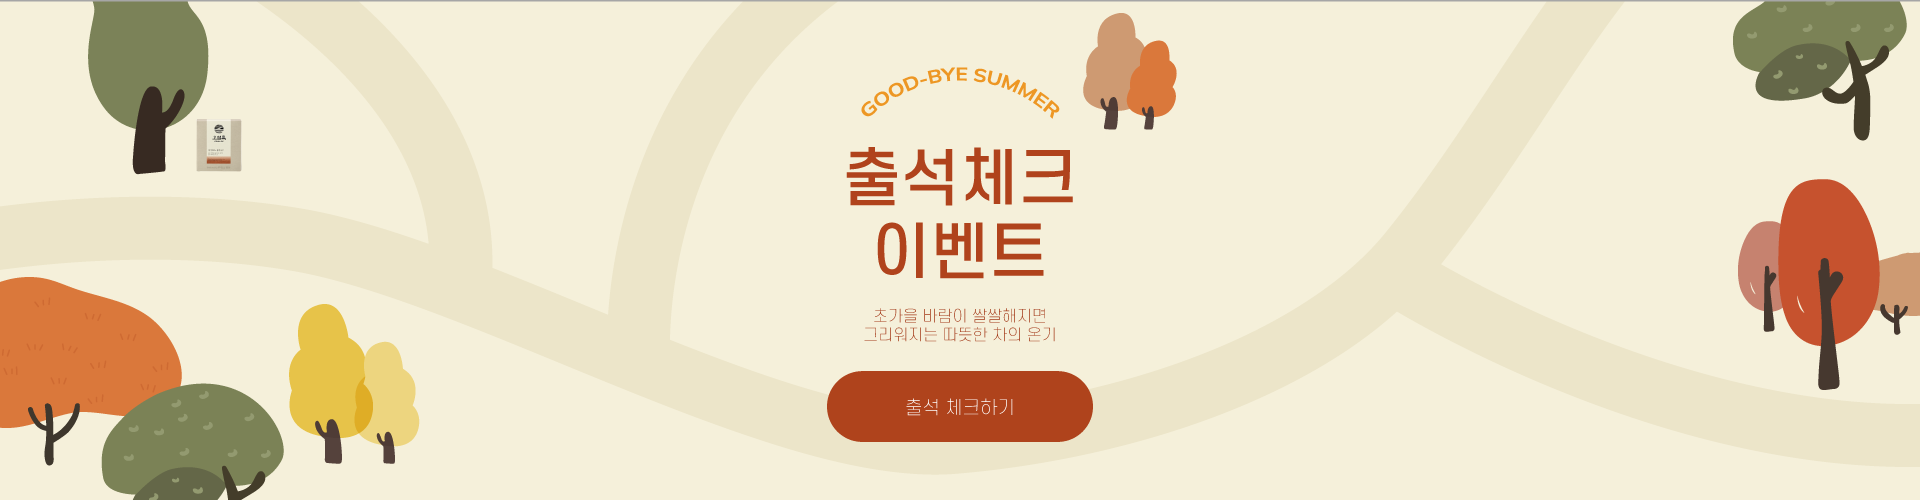 GOOD-BYE SUMMER
출석체크
이벤트
초가을 바람이 쌀쌀해지면
그리워지는 따뜻한 차의 온기
출석 체크하기